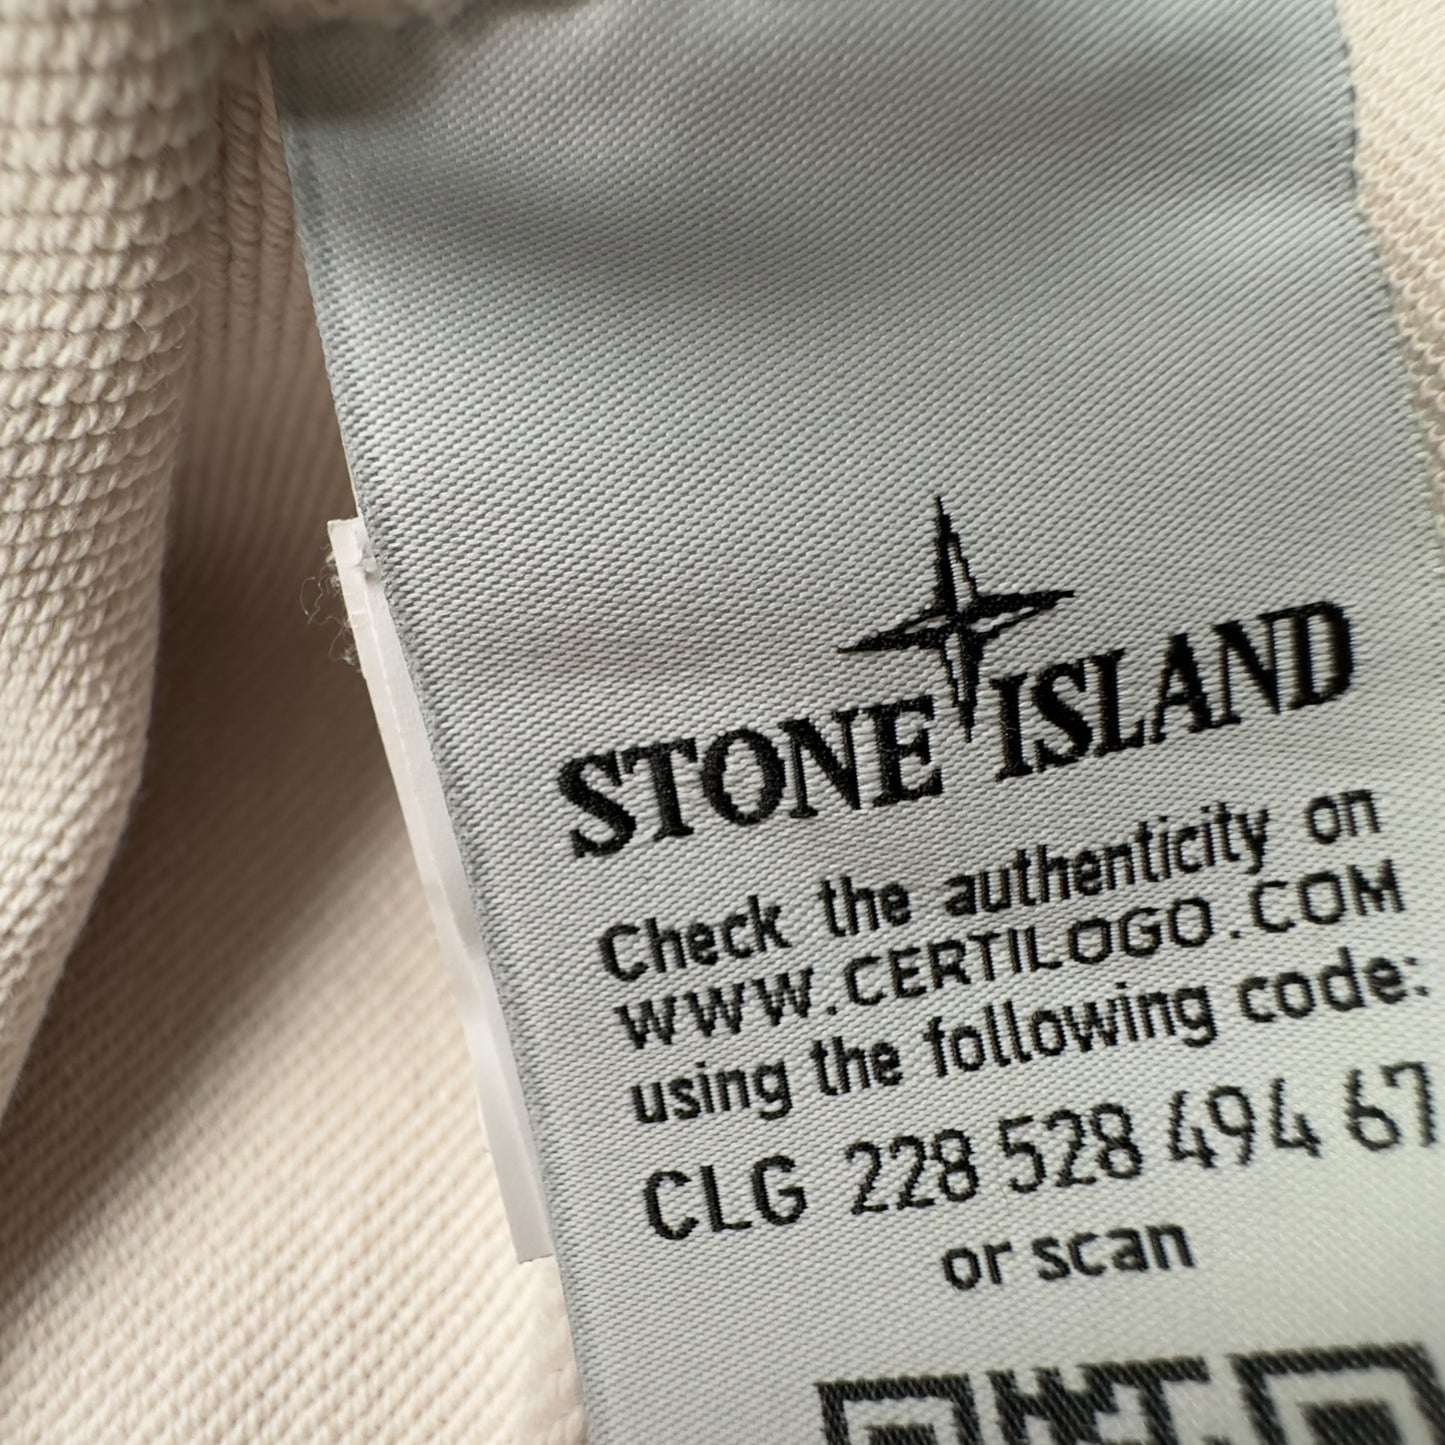 STONE ISLAND
Check the authenticity on
WWW.CERTILOGO.COM
using the following code:
CLG 228 528 494 67
or scan